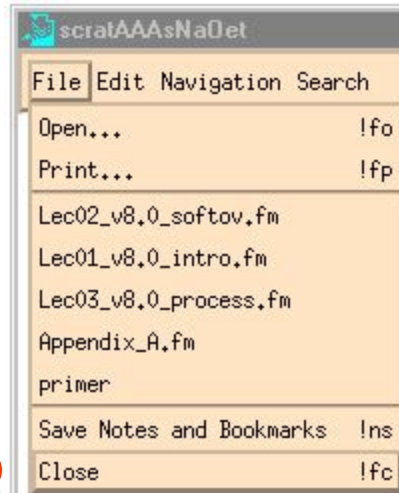 scratAAAsNaOet
File Edit Navigation Search
Open... !fo
Print... !fp
Lec02_v8.0_softov.fm
Lec01_v8.0_intro.fm
Lec03_v8.0_process.fm
Appendix_A.fm
primer
Save Notes and Bookmarks !ns
Close !fc